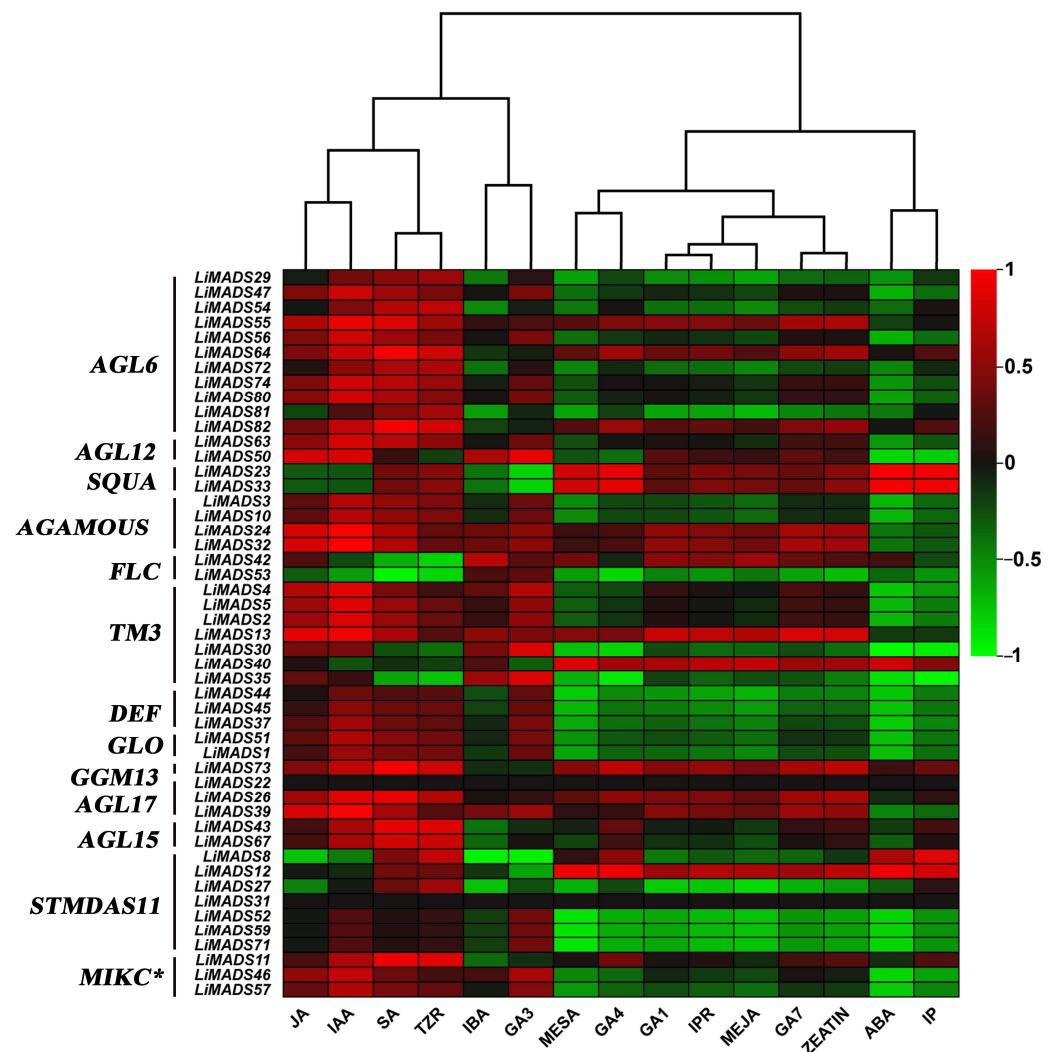 LiMADS29
LiMADS47
LiMADS54
LiMADS55
LiMADS56
LiMADS64
LiMADS72
LiMADS74
LiMADS80
LiMADS81
LiMADS82
LiMADS63
LiMADS50
LiMADS23
LiMADS33
LiMADS3
LiMADS10
LiMADS24
LiMADS32
LiMADS42
LiMADS53
LiMADS4
LiMADS5
LiMADS2
LiMADS13
LiMADS30
LiMADS40
LiMADS35
LiMADS44
LiMADS45
LiMADS37
LiMADS51
LiMADS1
LiMADS73
LiMADS22
LiMADS26
LiMADS39
LiMADS43
LiMADS67
LiMADS8
LiMADS12
LiMADS27
LiMADS31
LiMADS52
LiMADS59
LiMADS71
LiMADS11
LiMADS46
LiMADS57
AGL6
AGL12
SQUA
AGAMOUS
FLC
TM3
DEF
GLO
GGM13
AGL17
AGL15
STMDAS11
MIKC*
1
0.5
0
−0.5
−1
JA IAA SA TZR IBA GA3 MESA GA4 GA1 IPR MEJA GA7 ZEATIN ABA IP